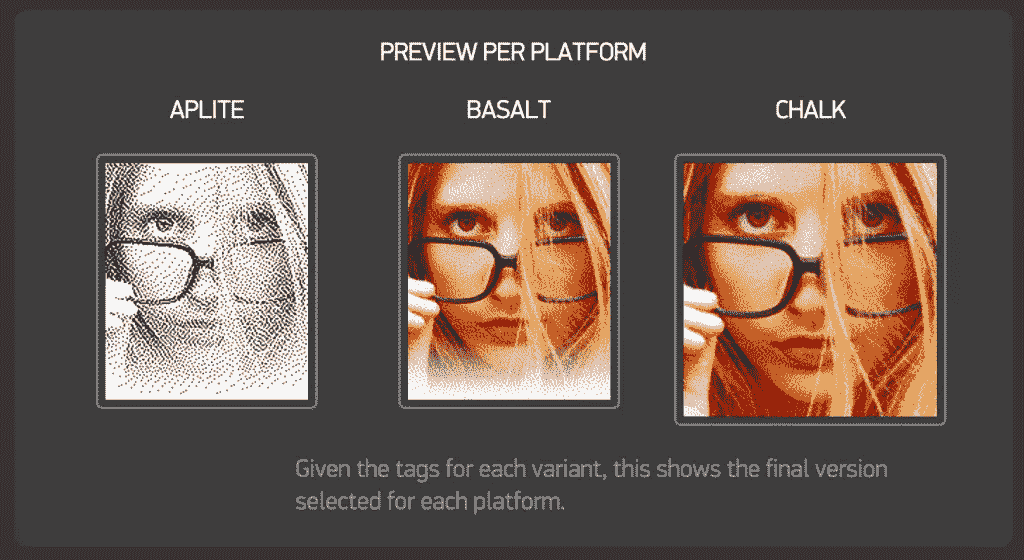 PREVIEW PER PLATFORM
APLITE
BASALT
CHALK
Given the tags for each variant, this shows the final version
selected for each platform.